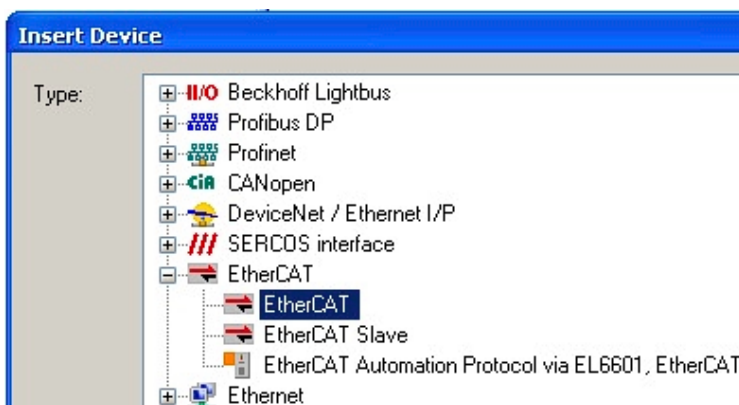 Insert Device
Type:
II/O Beckhoff Lightbus
Profibus DP
Profinet
CiA CANopen
DeviceNet / Ethernet I/P
SERCOS interface
EtherCAT
EtherCAT
EtherCAT Slave
EtherCAT Automation Protocol via EL6601, EtherCAT
Ethernet